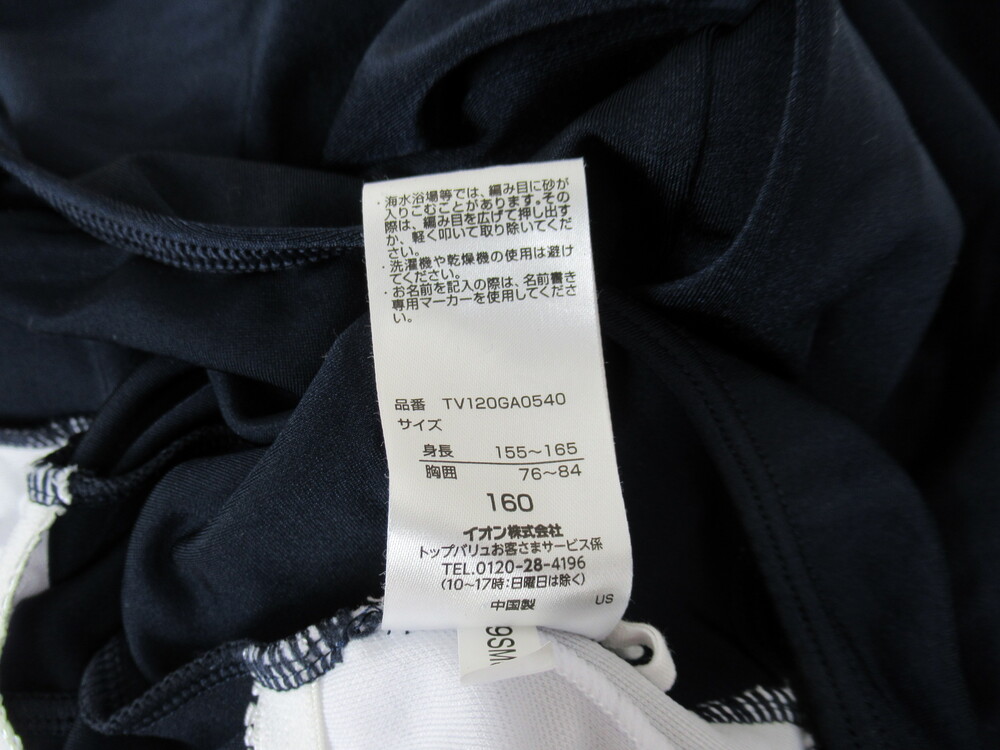 ・海水浴場等では、編み目に砂が
入りこむことがあります。その
際は、編み目を広げて押し出す
か、軽く叩いて取り除いてくだ
さい。
・洗濯機や乾燥機の使用は避け
てください。
・お名前を記入の際は、名前書き
専用マーカーを使用してくださ
い。
品番 TV120GA0540
サイズ
身長 155〜165
胸囲 76〜84
160
イオン株式会社
トップバリュお客さまサービス係
TEL.0120-28-4196
(10〜17時:日曜日は除く)
中国製 US
9SM